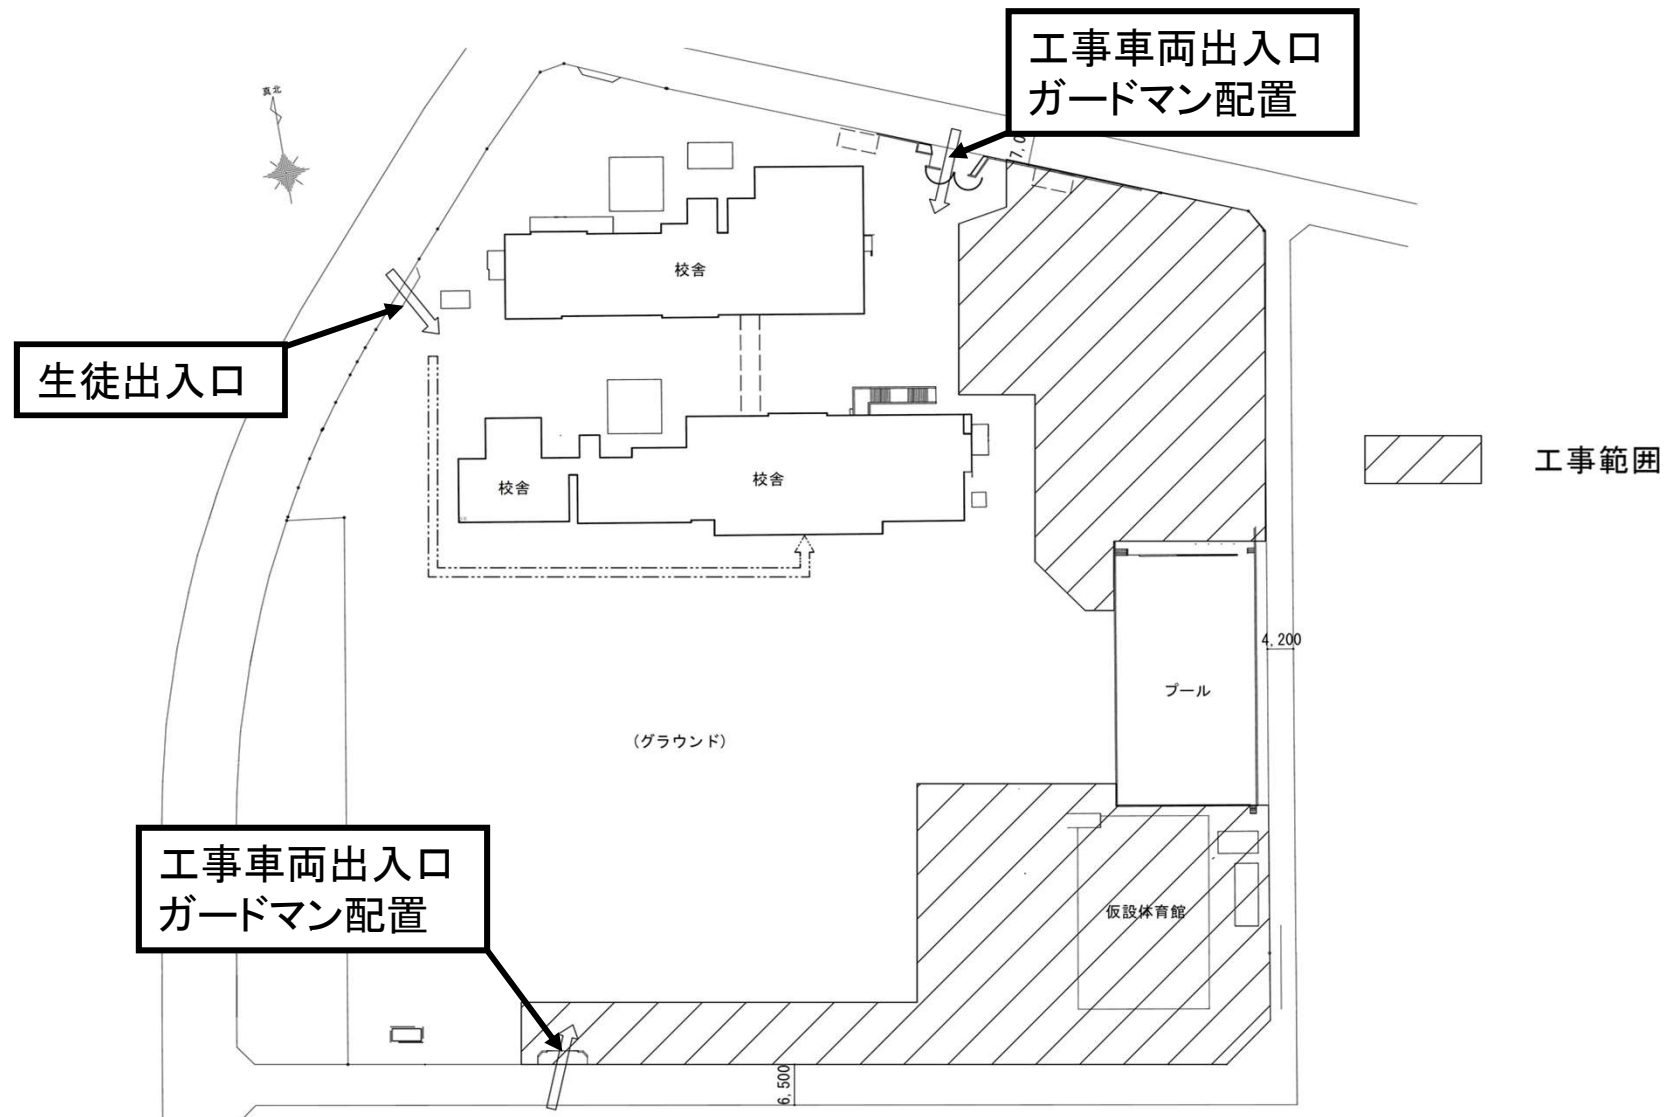 工事車両出入口
ガードマン配置
真北
7,0
校舎
生徒出入口
校舎
校舎
工事範囲
4,200
プール
(グラウンド)
工事車両出入口
ガードマン配置
仮設体育館
6,500